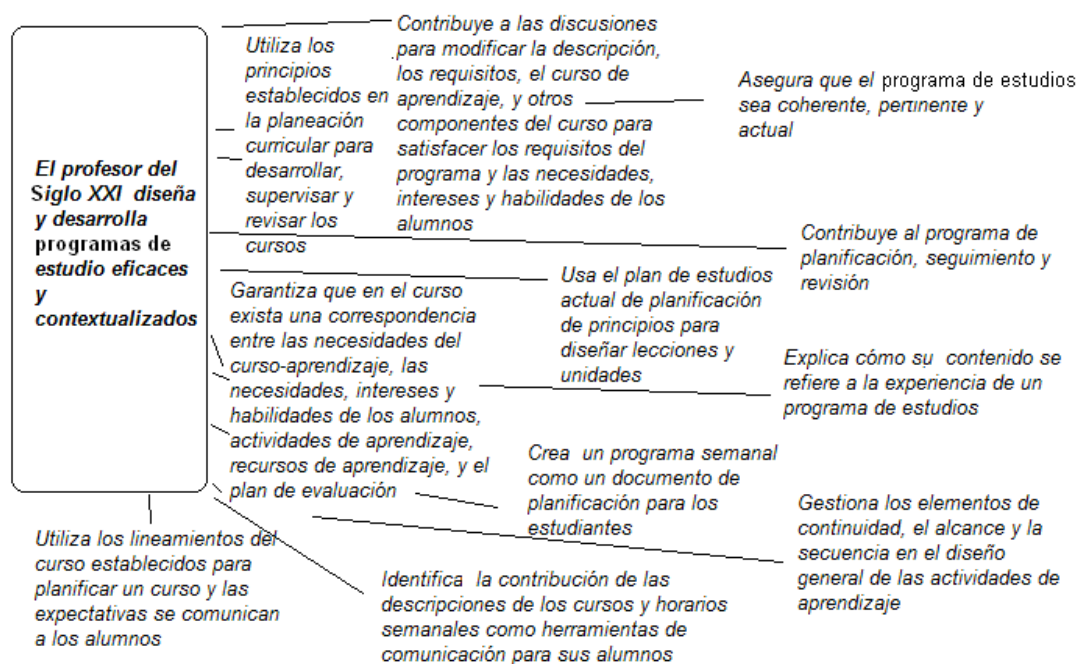 El profesor del
Siglo XXI diseña
y desarrolla
programas de
estudio eficaces
y
contextualizados
Utiliza los
principios
establecidos en
la planeación
curricular para
desarrollar,
supervisar y
revisar los
cursos
Contribuye a las discusiones
para modificar la descripción,
los requisitos, el curso de
aprendizaje, y otros
componentes del curso para
satisfacer los requisitos del
programa y las necesidades,
intereses y habilidades de los
alumnos
Asegura que el programa de estudios
sea coherente, pertinente y
actual
Contribuye al programa de
planificación, seguimiento y
revisión
Usa el plan de estudios
actual de planificación
de principios para
diseñar lecciones y
unidades
Garantiza que en el curso
exista una correspondencia
entre las necesidades del
curso-aprendizaje, las
necesidades, intereses y
habilidades de los alumnos,
actividades de aprendizaje,
recursos de aprendizaje, y el
plan de evaluación
Explica cómo su contenido se
refiere a la experiencia de un
programa de estudios
Crea un programa semanal
como un documento de
planificación para los
estudiantes
Gestiona los elementos de
continuidad, el alcance y la
secuencia en el diseño
general de las actividades de
aprendizaje
Utiliza los lineamientos del
curso establecidos para
planificar un curso y las
expectativas se comunican
a los alumnos
Identifica la contribución de las
descripciones de los cursos y horarios
semanales como herramientas de
comunicación para sus alumnos